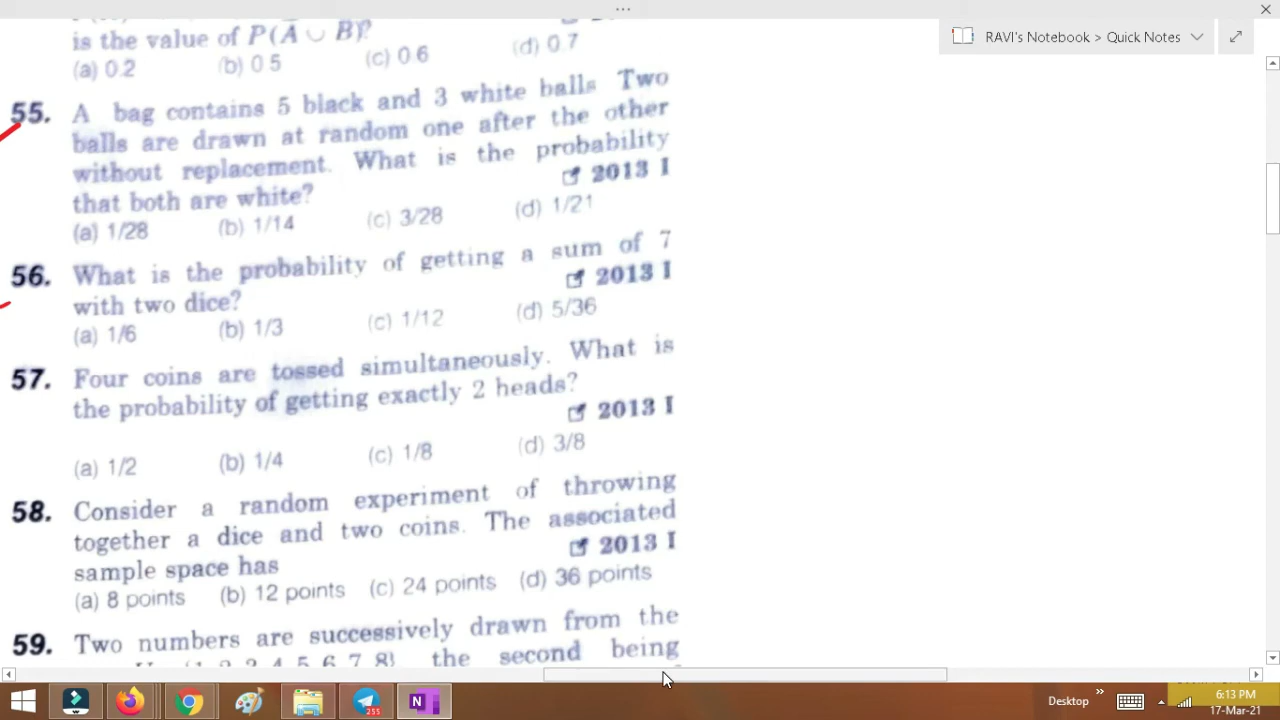 is the value of P(A ∪ B)?
(a) 0.2 (b) 0 5 (c) 0 6 (d) 0.7
RAVI's Notebook > Quick Notes
55. A bag contains 5 black and 3 white balls Two
balls are drawn at random one after the other
without replacement. What is the probability
that both are white? 2013 I
(a) 1/28 (b) 1/14 (c) 3/28 (d) 1/21
56. What is the probability of getting a sum of 7
with two dice? 2013 I
(a) 1/6 (b) 1/3 (c) 1/12 (d) 5/36
57. Four coins are tossed simultaneously. What is
the probability of getting exactly 2 heads?
2013 I
(a) 1/2 (b) 1/4 (c) 1/8 (d) 3/8
58. Consider a random experiment of throwing
together a dice and two coins. The associated
sample space has 2013 I
(a) 8 points (b) 12 points (c) 24 points (d) 36 points
59. Two numbers are successively drawn from the
4 5 6 7 8} the second being
255
N
Desktop
6:13 PM
17-Mar-21